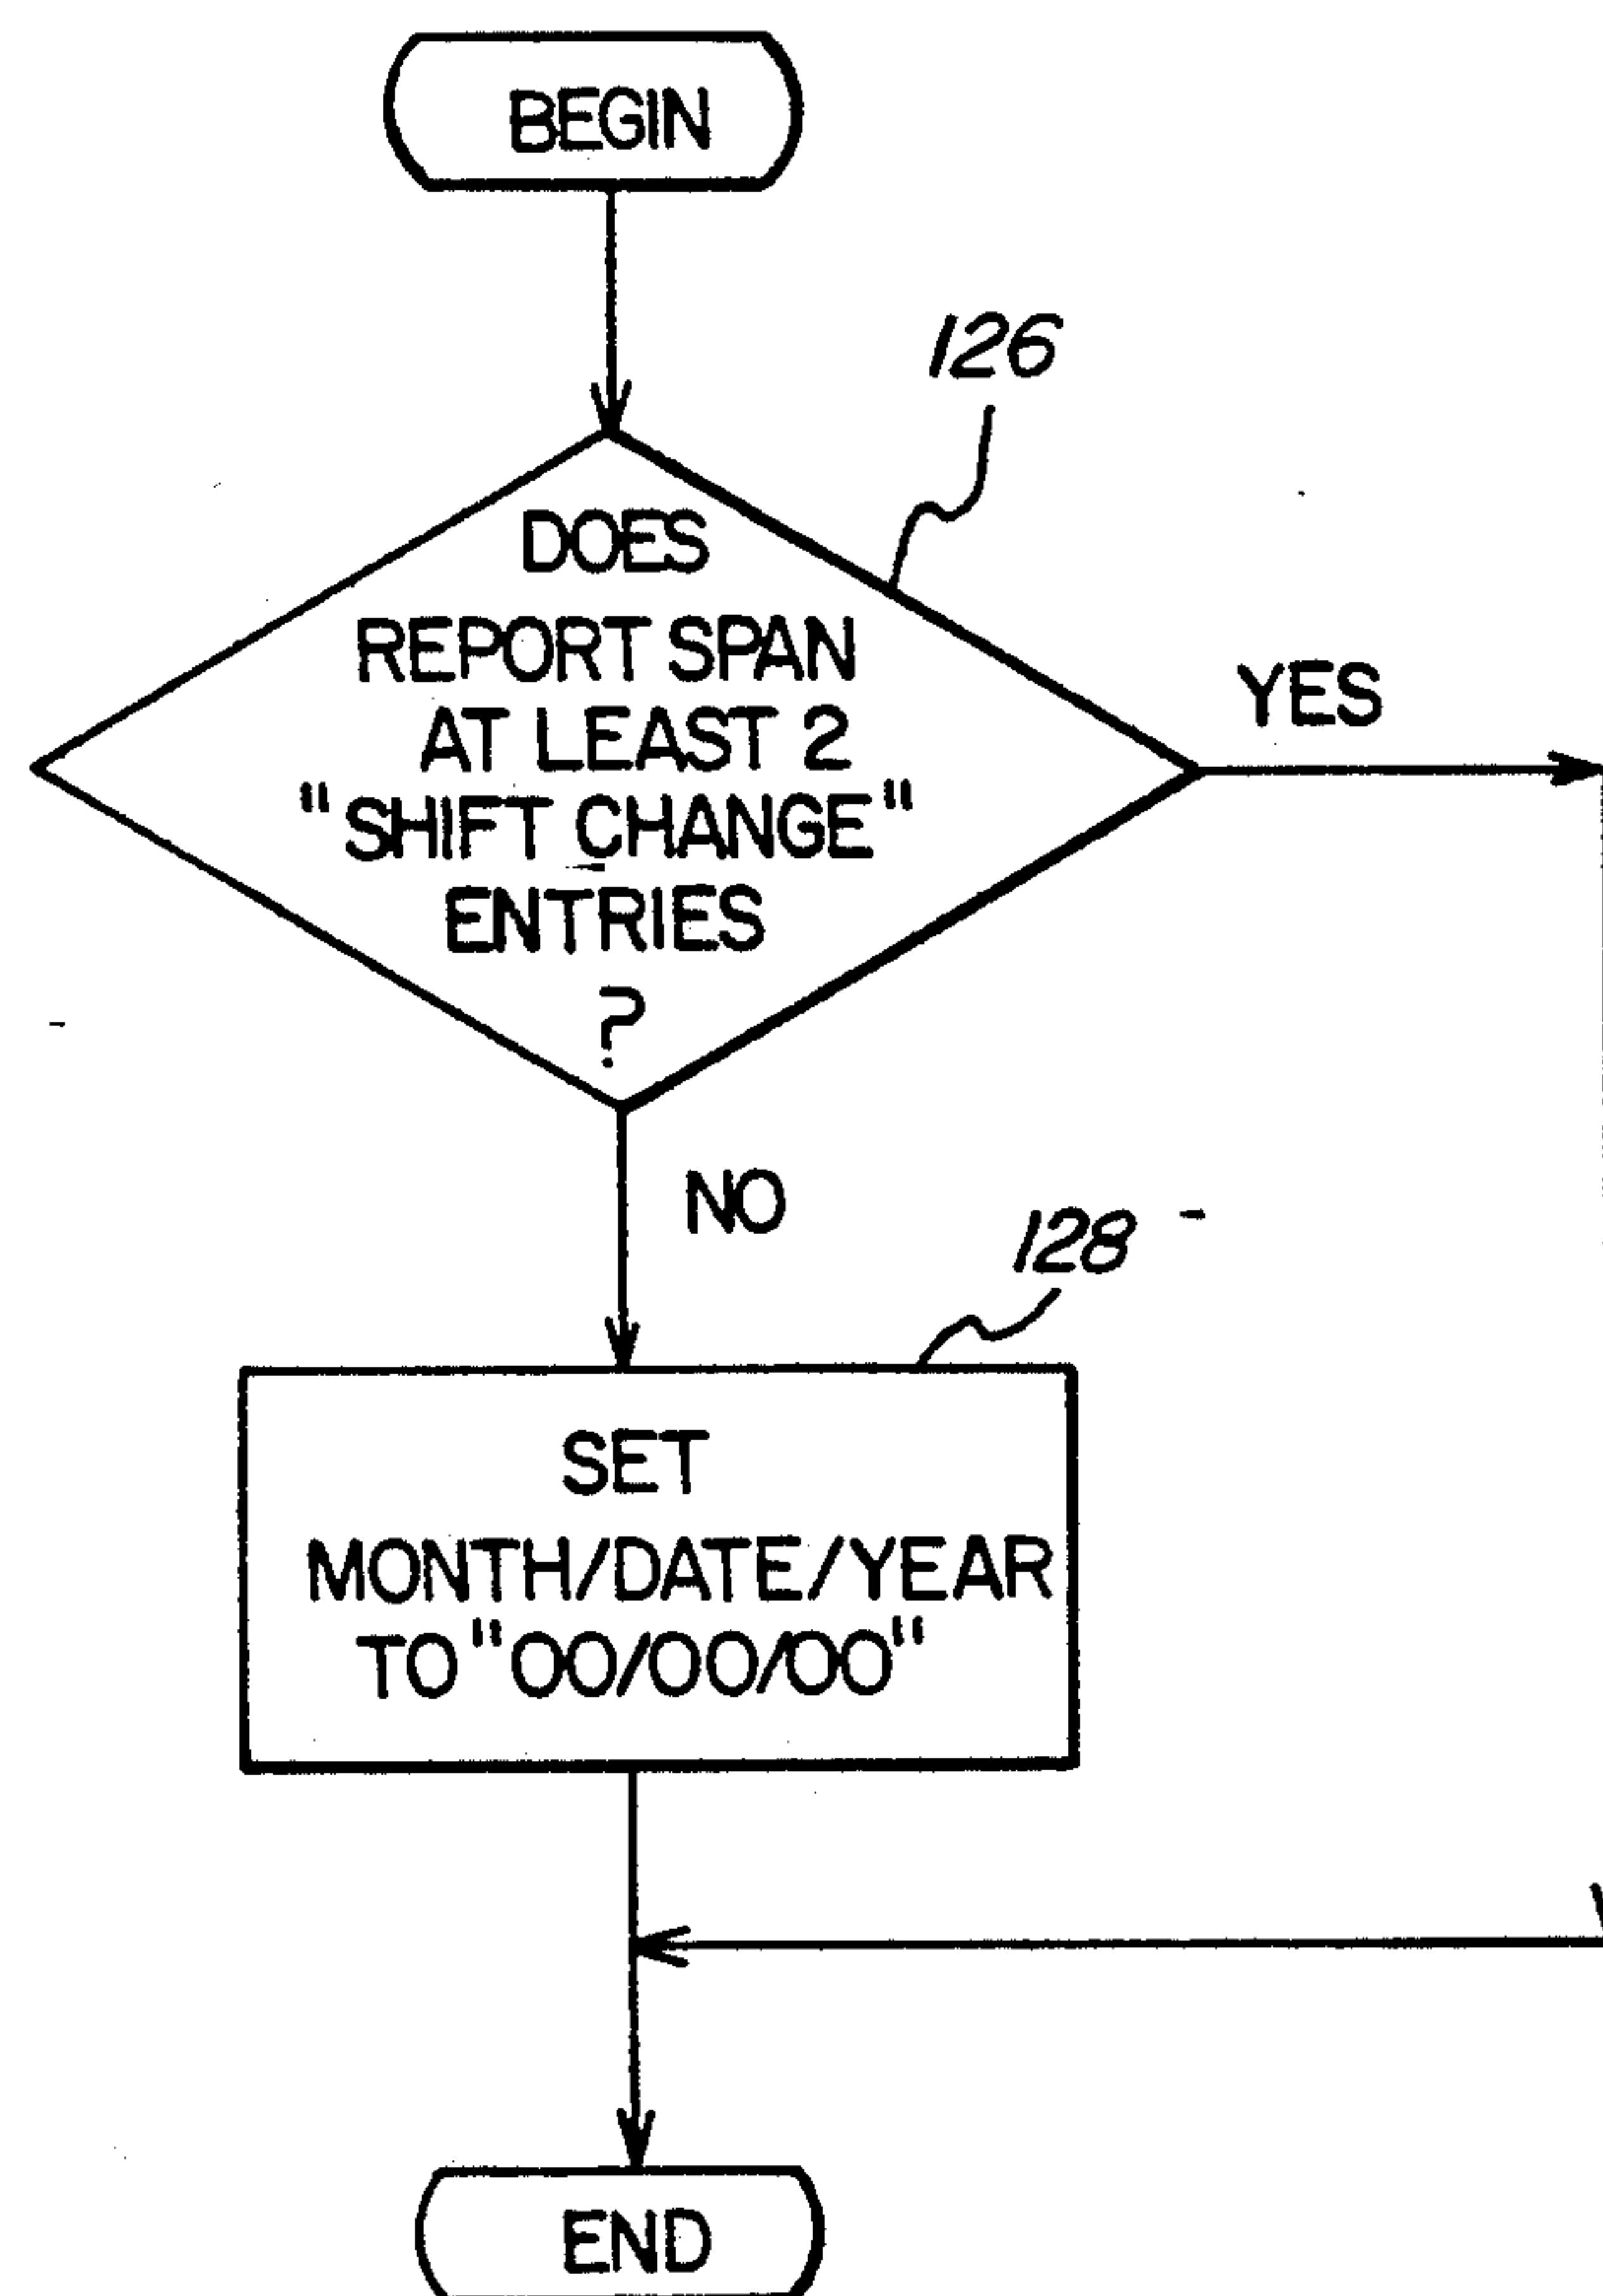 BEGIN
126
DOES
REPORT SPAN
AT LEAST 2
"SHIFT CHANGE"
ENTRIES
?
YES
NO
128
SET
MONTH/DATE/YEAR
TO "00/00/00"
END